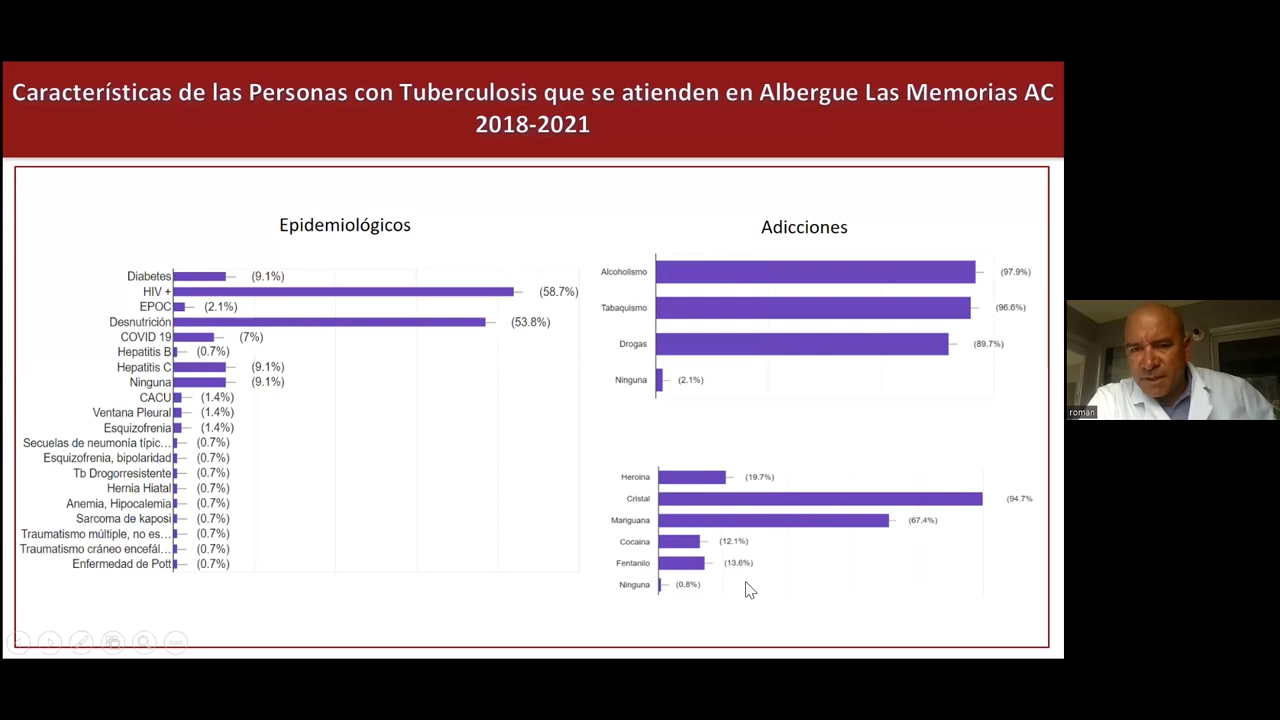 Características de las Personas con Tuberculosis que se atienden en Albergue Las Memorias AC
2018-2021
Epidemiológicos
Diabetes (9.1%)
HIV + (58.7%)
EPOC (2.1%)
Desnutrición (53.8%)
COVID 19 (7%)
Hepatitis B (0.7%)
Hepatitis C (9.1%)
Ninguna (9.1%)
CACU (1.4%)
Ventana Pleural (1.4%)
Esquizofrenia (1.4%)
Secuelas de neumonía típic... (0.7%)
Esquizofrenia, bipolaridad (0.7%)
Tb Drogorresistente (0.7%)
Hernia Hiatal (0.7%)
Anemia, Hipocalemia (0.7%)
Sarcoma de kaposi (0.7%)
Traumatismo múltiple, no es... (0.7%)
Traumatismo cráneo encefál... (0.7%)
Enfermedad de Pott (0.7%)
Adicciones
Alcoholismo (97.9%)
Tabaquismo (96.6%)
Drogas (89.7%)
Ninguna (2.1%)
Heroina (19.7%)
Cristal (94.7%
Mariguana (67.4%)
Cocaina (12.1%)
Fentanilo (13.6%)
Ninguna (0.8%)
roman